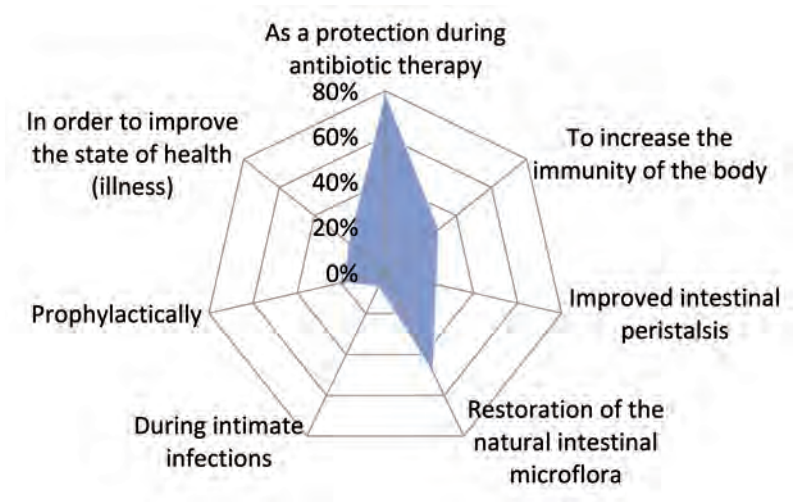 As a protection during
antibiotic therapy
80%
60%
40%
20%
0%
To increase the
immunity of the body
Improved intestinal
peristalsis
Restoration of the
natural intestinal
microflora
During intimate
infections
Prophylactically
In order to improve
the state of health
(illness)